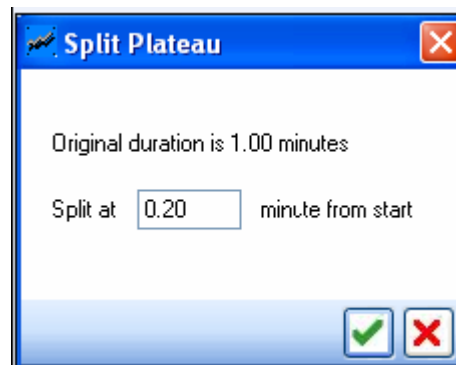 Split Plateau
Original duration is 1.00 minutes
Split at 0.20 minute from start